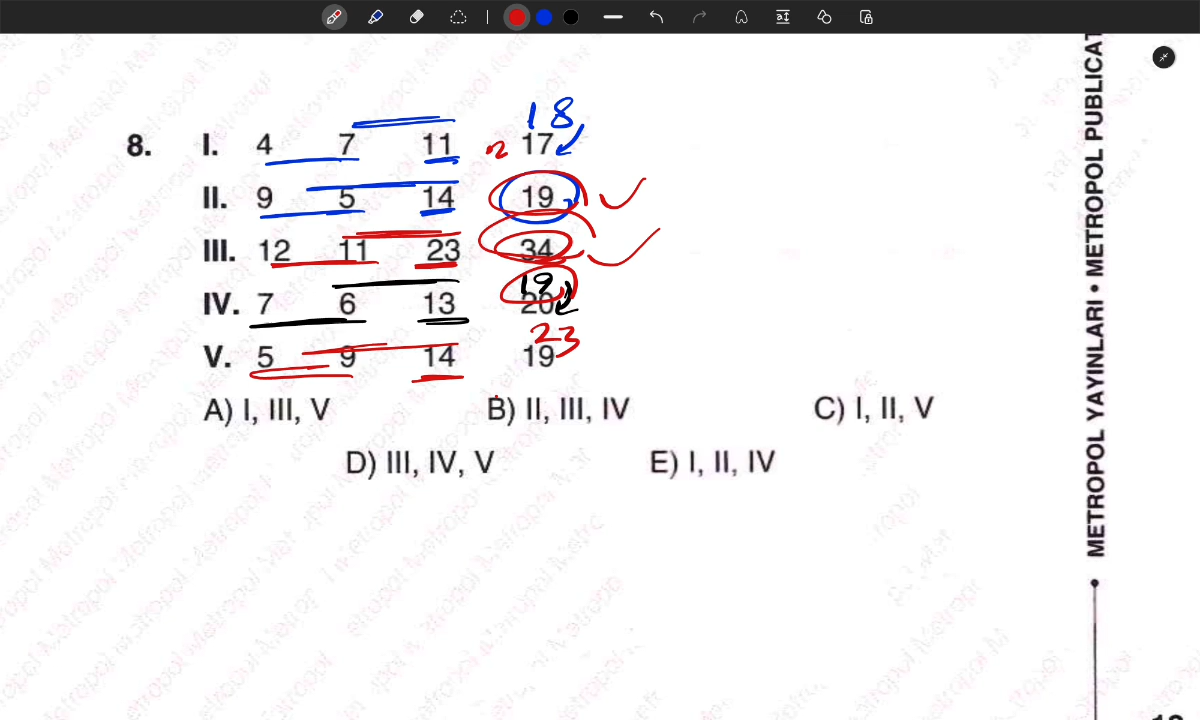 18
8. I. 4 7 11 2 17
II. 9 5 14 19
III. 12 11 23 34
19
IV. 7 6 13 20
23
V. 5 9 14 19
A) I, III, V B) II, III, IV C) I, II, V
D) III, IV, V E) I, II, IV
METROPOL YAYINLARI • METROPOL PUBLICAT